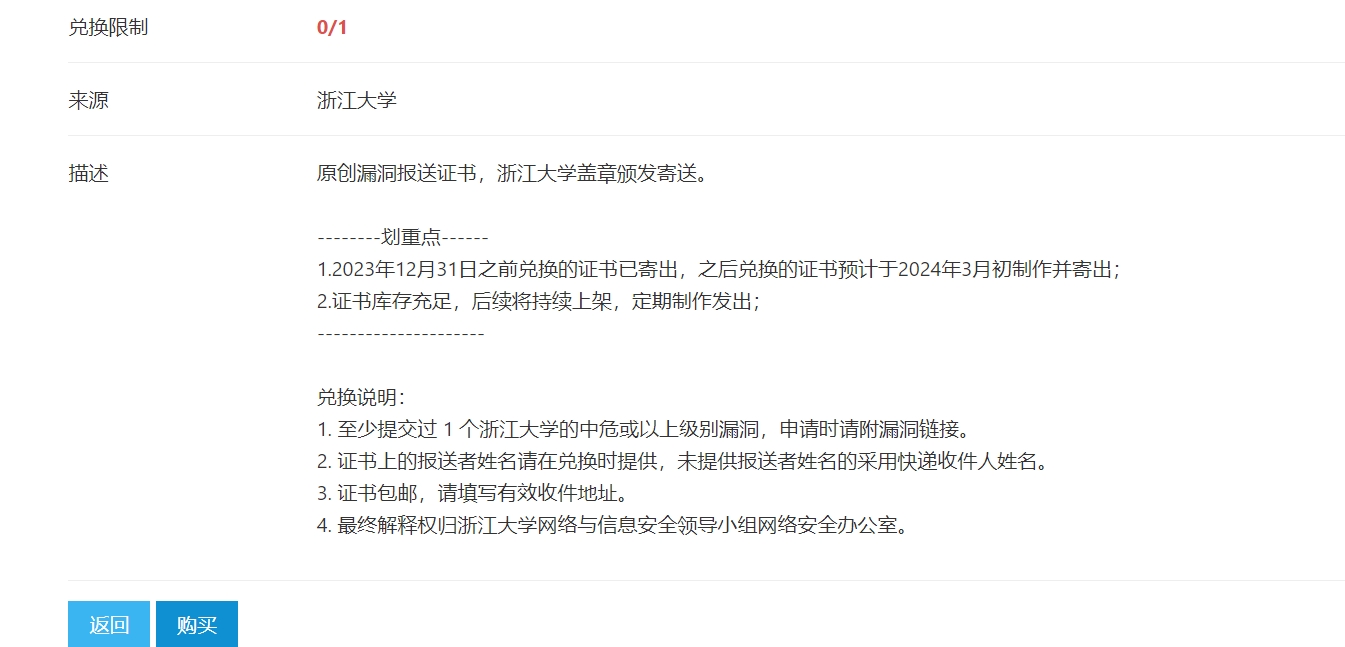 兑换限制 0/1
来源 浙江大学
描述 原创漏洞报送证书，浙江大学盖章颁发寄送。
--------划重点------
1.2023年12月31日之前兑换的证书已寄出，之后兑换的证书预计于2024年3月初制作并寄出；
2.证书库存充足，后续将持续上架，定期制作发出；
---------------------
兑换说明：
1. 至少提交过 1 个浙江大学的中危或以上级别漏洞，申请时请附漏洞链接。
2. 证书上的报送者姓名请在兑换时提供，未提供报送者姓名的采用快递收件人姓名。
3. 证书包邮，请填写有效收件地址。
4. 最终解释权归浙江大学网络与信息安全领导小组网络安全办公室。
返回 购买